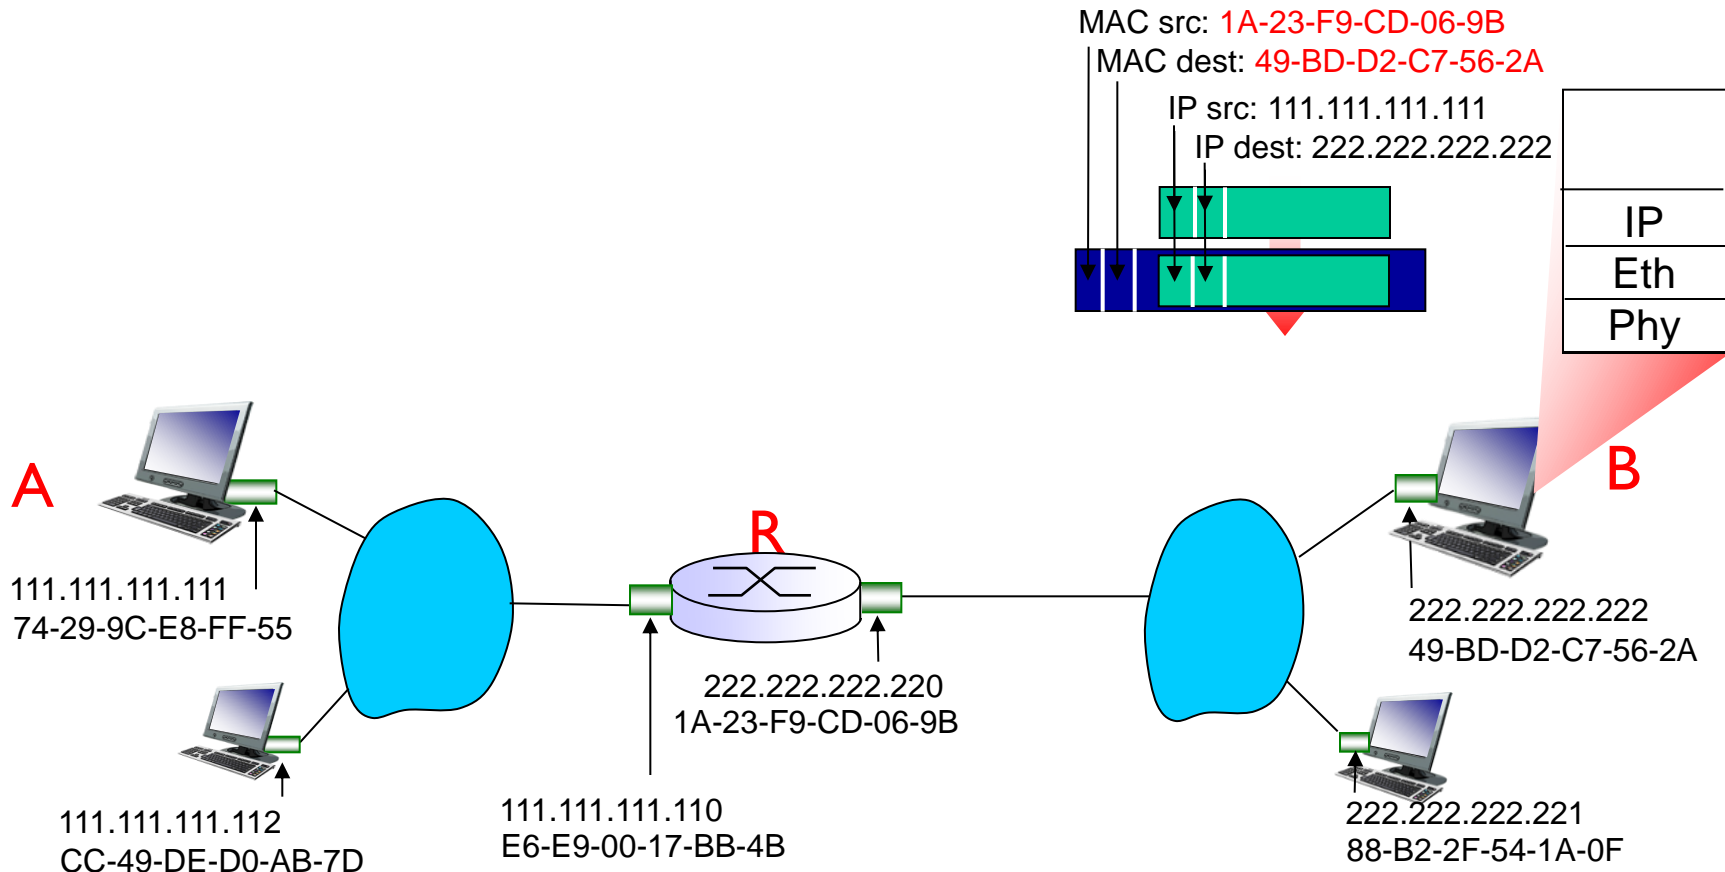 MAC src: 1A-23-F9-CD-06-9B
MAC dest: 49-BD-D2-C7-56-2A
IP src: 111.111.111.111
IP dest: 222.222.222.222
IP
Eth
Phy
A
B
R
111.111.111.111
74-29-9C-E8-FF-55
222.222.222.222
49-BD-D2-C7-56-2A
222.222.222.220
1A-23-F9-CD-06-9B
111.111.111.110
E6-E9-00-17-BB-4B
111.111.111.112
CC-49-DE-D0-AB-7D
222.222.222.221
88-B2-2F-54-1A-0F